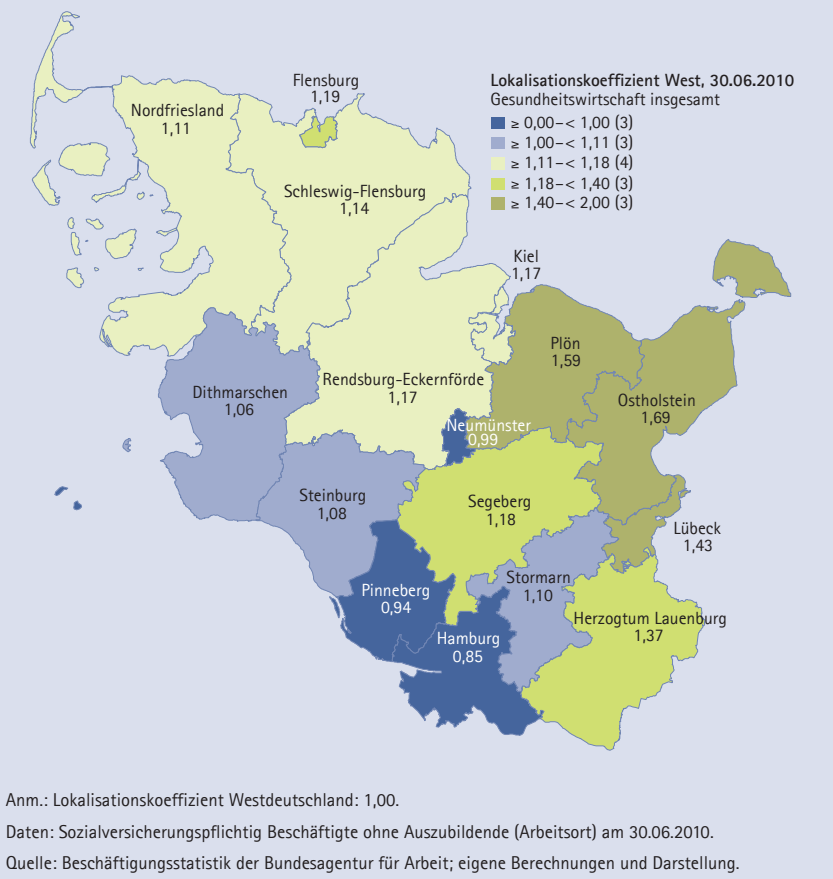 Lokalisationskoeffizient West, 30.06.2010
Gesundheitswirtschaft insgesamt
≥ 0,00–< 1,00 (3)
≥ 1,00–< 1,11 (3)
≥ 1,11–< 1,18 (4)
≥ 1,18–< 1,40 (3)
≥ 1,40–< 2,00 (3)
Flensburg
1,19
Nordfriesland
1,11
Schleswig-Flensburg
1,14
Kiel
1,17
Plön
1,59
Rendsburg-Eckernförde
1,17
Dithmarschen
1,06
Ostholstein
1,69
Neumünster
0,99
Steinburg
1,08
Segeberg
1,18
Lübeck
1,43
Stormarn
1,10
Pinneberg
0,94
Herzogtum Lauenburg
1,37
Hamburg
0,85
Anm.: Lokalisationskoeffizient Westdeutschland: 1,00.
Daten: Sozialversicherungspflichtig Beschäftigte ohne Auszubildende (Arbeitsort) am 30.06.2010.
Quelle: Beschäftigungsstatistik der Bundesagentur für Arbeit; eigene Berechnungen und Darstellung.